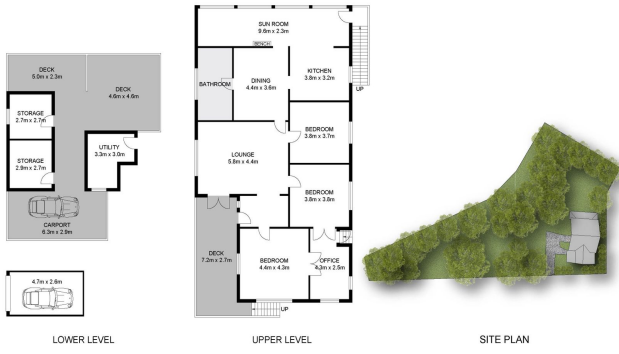 DECK
5.0m x 2.3m
DECK
4.6m x 4.6m
STORAGE
2.7m x 2.7m
STORAGE
2.9m x 2.7m
UTILITY
3.3m x 3.0m
CARPORT
6.3m x 2.9m
4.7m x 2.6m
LOWER LEVEL
SUN ROOM
9.6m x 2.3m
BENCH
BATHROOM
DINING
4.4m x 3.6m
KITCHEN
3.8m x 3.2m
UP
BEDROOM
3.8m x 3.7m
LOUNGE
5.8m x 4.4m
BEDROOM
3.8m x 3.8m
DECK
7.2m x 2.7m
BEDROOM
4.4m x 4.3m
OFFICE
4.3m x 2.5m
UP
UPPER LEVEL
SITE PLAN